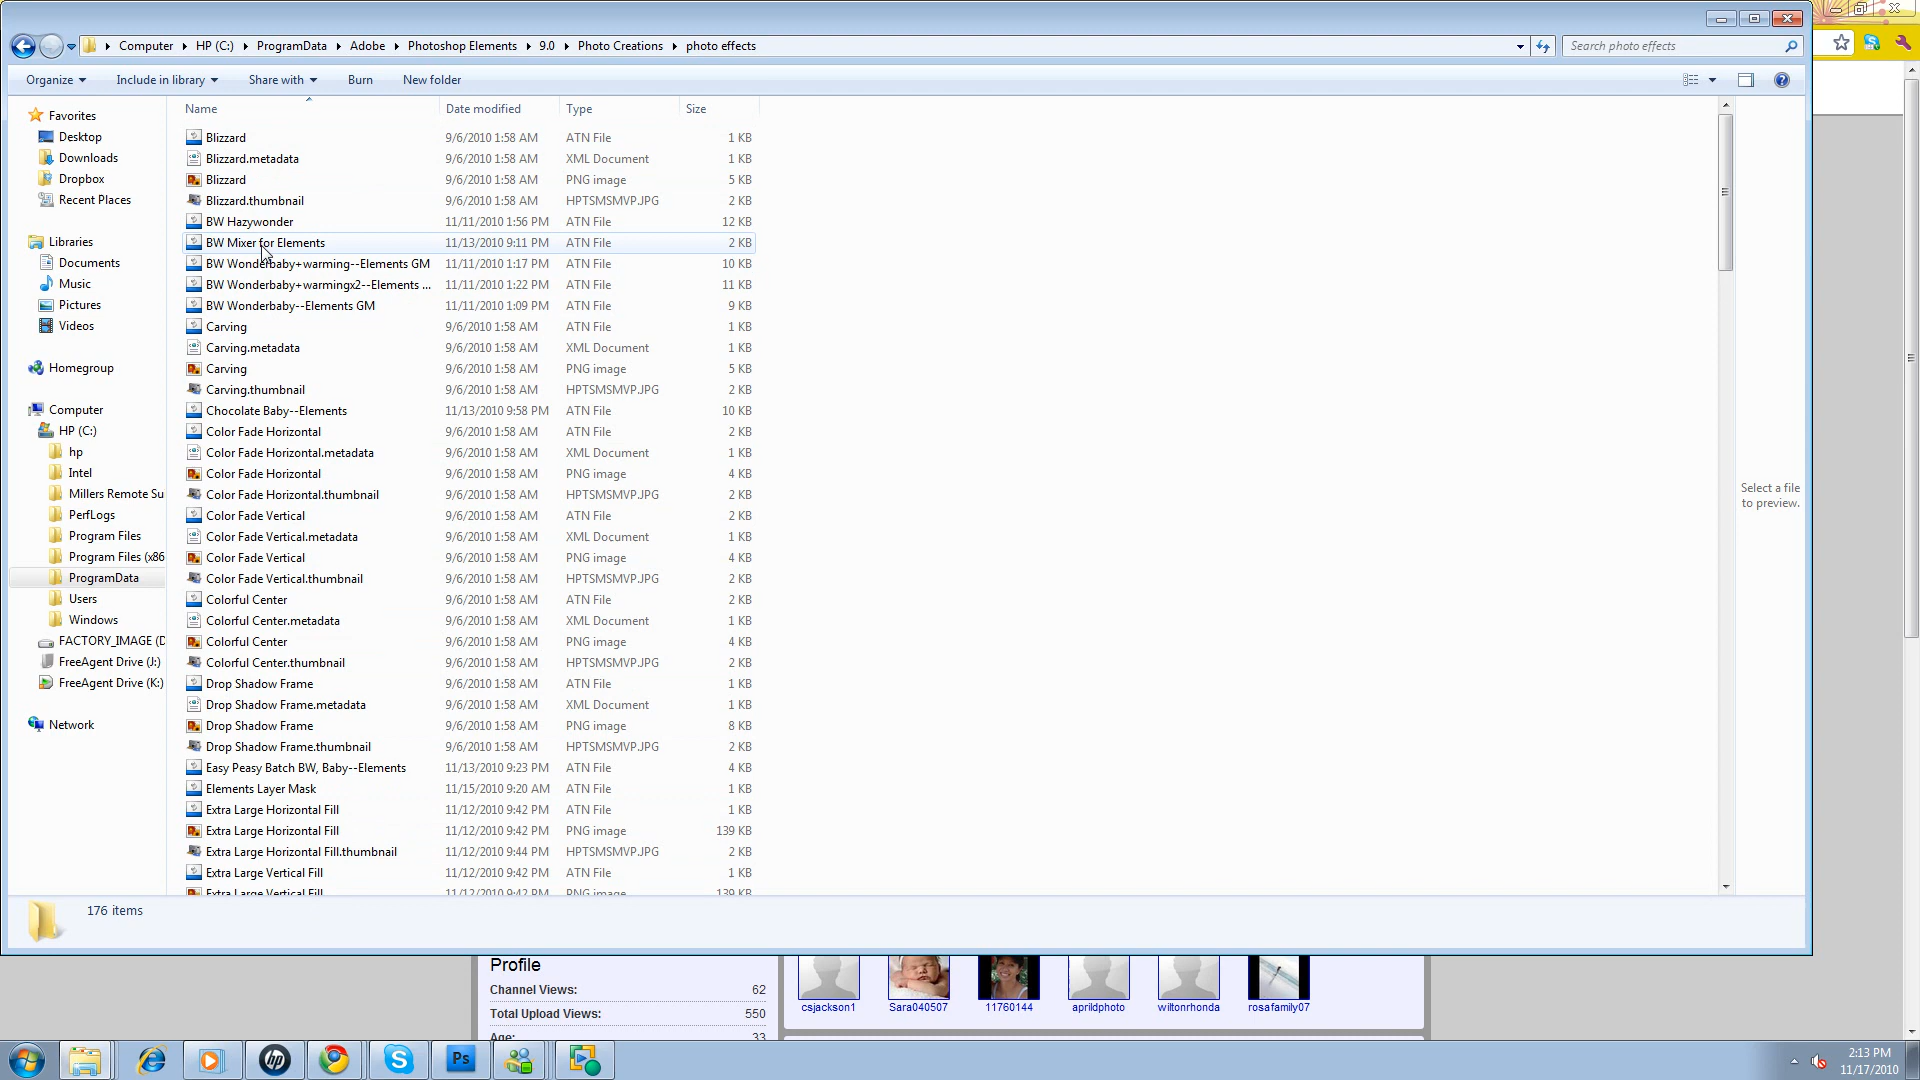 Computer HP (C:) ProgramData Adobe Photoshop Elements 9.0 Photo Creations photo effects
Search photo effects
Organize Include in library Share with Burn New folder
Name Date modified Type Size
Favorites
Desktop
Downloads
Dropbox
Recent Places
Libraries
Documents
Music
Pictures
Videos
Homegroup
Computer
HP (C:)
hp
Intel
Millers Remote Su
PerfLogs
Program Files
Program Files (x86
ProgramData
Users
Windows
FACTORY_IMAGE (D
FreeAgent Drive (J:)
FreeAgent Drive (K:)
Network
Blizzard 9/6/2010 1:58 AM ATN File 1 KB
Blizzard.metadata 9/6/2010 1:58 AM XML Document 1 KB
Blizzard 9/6/2010 1:58 AM PNG image 5 KB
Blizzard.thumbnail 9/6/2010 1:58 AM HPTSMSMVP.JPG 2 KB
BW Hazywonder 11/11/2010 1:56 PM ATN File 12 KB
BW Mixer for Elements 11/13/2010 9:11 PM ATN File 2 KB
BW Wonderbaby+warming--Elements GM 11/11/2010 1:17 PM ATN File 10 KB
BW Wonderbaby+warmingx2--Elements ... 11/11/2010 1:22 PM ATN File 11 KB
BW Wonderbaby--Elements GM 11/11/2010 1:09 PM ATN File 9 KB
Carving 9/6/2010 1:58 AM ATN File 1 KB
Carving.metadata 9/6/2010 1:58 AM XML Document 1 KB
Carving 9/6/2010 1:58 AM PNG image 5 KB
Carving.thumbnail 9/6/2010 1:58 AM HPTSMSMVP.JPG 2 KB
Chocolate Baby--Elements 11/13/2010 9:58 PM ATN File 10 KB
Color Fade Horizontal 9/6/2010 1:58 AM ATN File 2 KB
Color Fade Horizontal.metadata 9/6/2010 1:58 AM XML Document 1 KB
Color Fade Horizontal 9/6/2010 1:58 AM PNG image 4 KB
Color Fade Horizontal.thumbnail 9/6/2010 1:58 AM HPTSMSMVP.JPG 2 KB
Color Fade Vertical 9/6/2010 1:58 AM ATN File 2 KB
Color Fade Vertical.metadata 9/6/2010 1:58 AM XML Document 1 KB
Color Fade Vertical 9/6/2010 1:58 AM PNG image 4 KB
Color Fade Vertical.thumbnail 9/6/2010 1:58 AM HPTSMSMVP.JPG 2 KB
Colorful Center 9/6/2010 1:58 AM ATN File 2 KB
Colorful Center.metadata 9/6/2010 1:58 AM XML Document 1 KB
Colorful Center 9/6/2010 1:58 AM PNG image 4 KB
Colorful Center.thumbnail 9/6/2010 1:58 AM HPTSMSMVP.JPG 2 KB
Drop Shadow Frame 9/6/2010 1:58 AM ATN File 1 KB
Drop Shadow Frame.metadata 9/6/2010 1:58 AM XML Document 1 KB
Drop Shadow Frame 9/6/2010 1:58 AM PNG image 8 KB
Drop Shadow Frame.thumbnail 9/6/2010 1:58 AM HPTSMSMVP.JPG 2 KB
Easy Peasy Batch BW, Baby--Elements 11/13/2010 9:23 PM ATN File 4 KB
Elements Layer Mask 11/15/2010 9:20 AM ATN File 1 KB
Extra Large Horizontal Fill 11/12/2010 9:42 PM ATN File 1 KB
Extra Large Horizontal Fill 11/12/2010 9:42 PM PNG image 139 KB
Extra Large Horizontal Fill.thumbnail 11/12/2010 9:44 PM HPTSMSMVP.JPG 2 KB
Extra Large Vertical Fill 11/12/2010 9:42 PM ATN File 1 KB
Extra Large Vertical Fill 11/12/2010 9:42 PM PNG image 139 KB
Select a file
to preview.
176 items
Profile
Channel Views: 62
Total Upload Views: 550
Age: 33
csjackson1 Sara040507 11760144 aprildphoto wiltonrhonda rosafamily07
hp
Ps
2:13 PM
11/17/2010